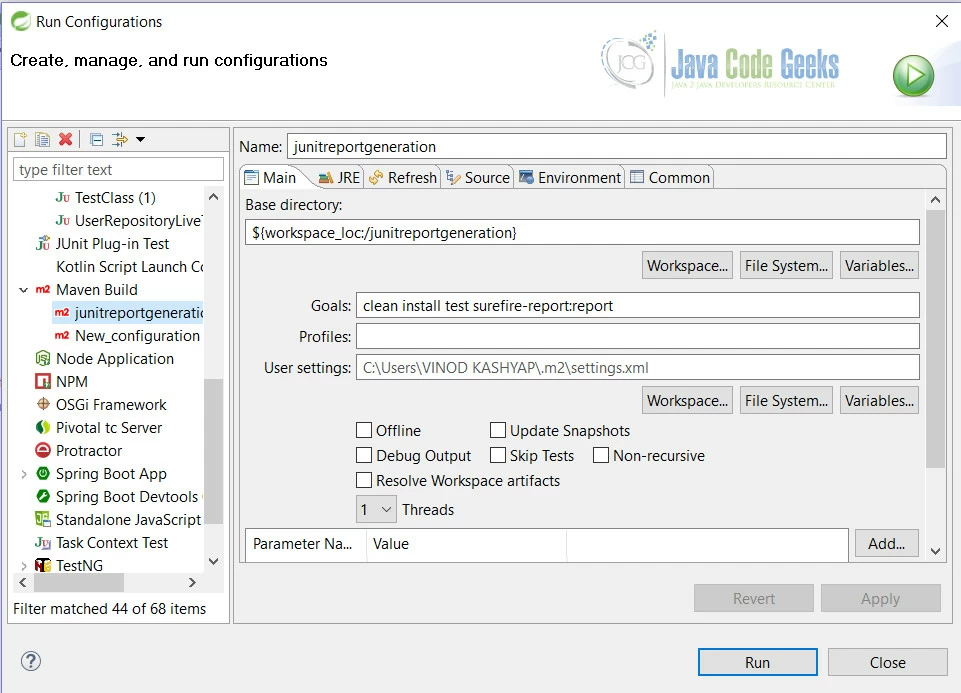 Run Configurations
Create, manage, and run configurations
JCG
Java Code Geeks
JAVA 2 JAVA DEVELOPERS RESOURCE CENTER
type filter text
Ju TestClass (1)
Ju UserRepositoryLiveT
JUnit Plug-in Test
Kotlin Script Launch Co
m2 Maven Build
m2 junitreportgeneratio
m2 New_configuration
Node Application
NPM
OSGi Framework
Pivotal tc Server
Protractor
Spring Boot App
Spring Boot Devtools
Standalone JavaScript
Task Context Test
TestNG
Filter matched 44 of 68 items
Name: junitreportgeneration
Main JRE Refresh Source Environment Common
Base directory:
${workspace_loc:/junitreportgeneration}
Workspace... File System... Variables...
Goals: clean install test surefire-report:report
Profiles:
User settings: C:\Users\VINOD KASHYAP\.m2\settings.xml
Workspace... File System... Variables...
Offline Update Snapshots
Debug Output Skip Tests Non-recursive
Resolve Workspace artifacts
1 Threads
Parameter Na... Value Add...
Revert Apply
? Run Close